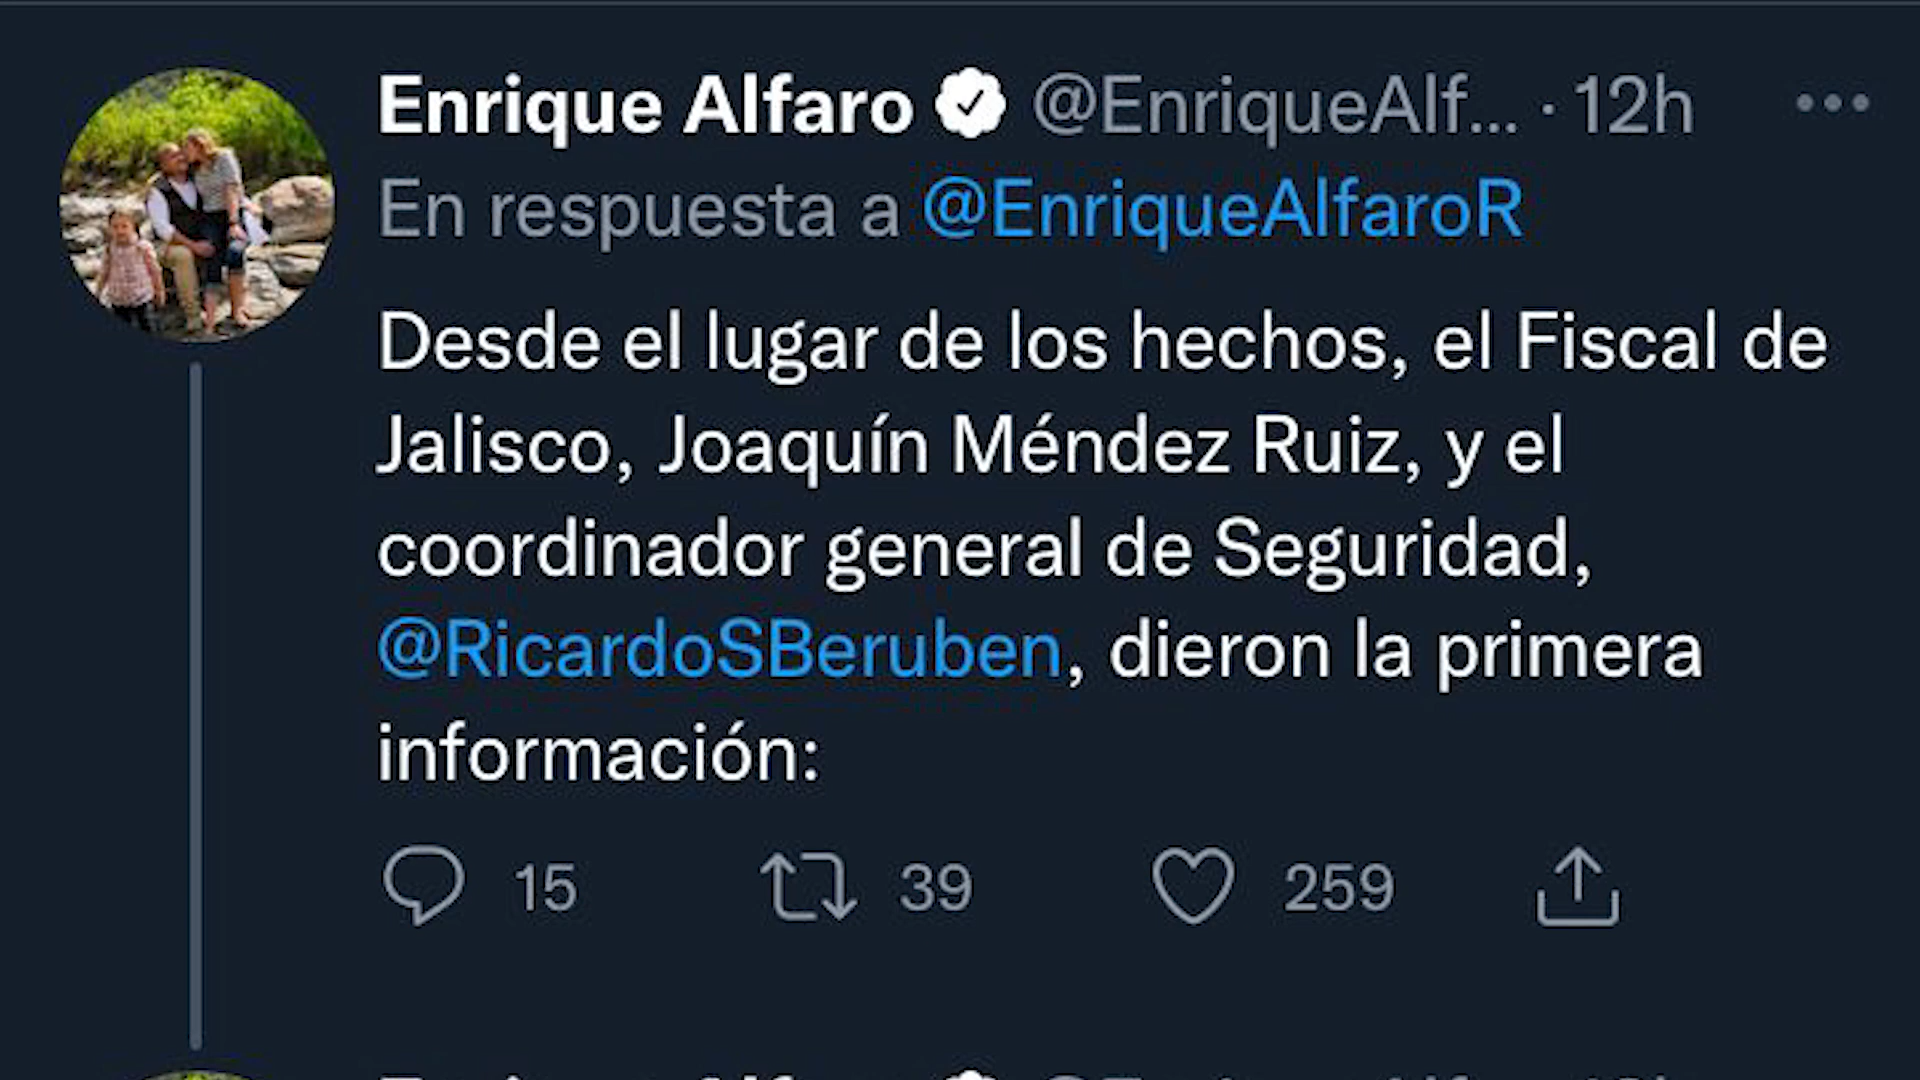 Enrique Alfaro @EnriqueAlf... · 12h
En respuesta a @EnriqueAlfaroR
Desde el lugar de los hechos, el Fiscal de
Jalisco, Joaquín Méndez Ruiz, y el
coordinador general de Seguridad,
@RicardoSBeruben, dieron la primera
información:
15 39 259